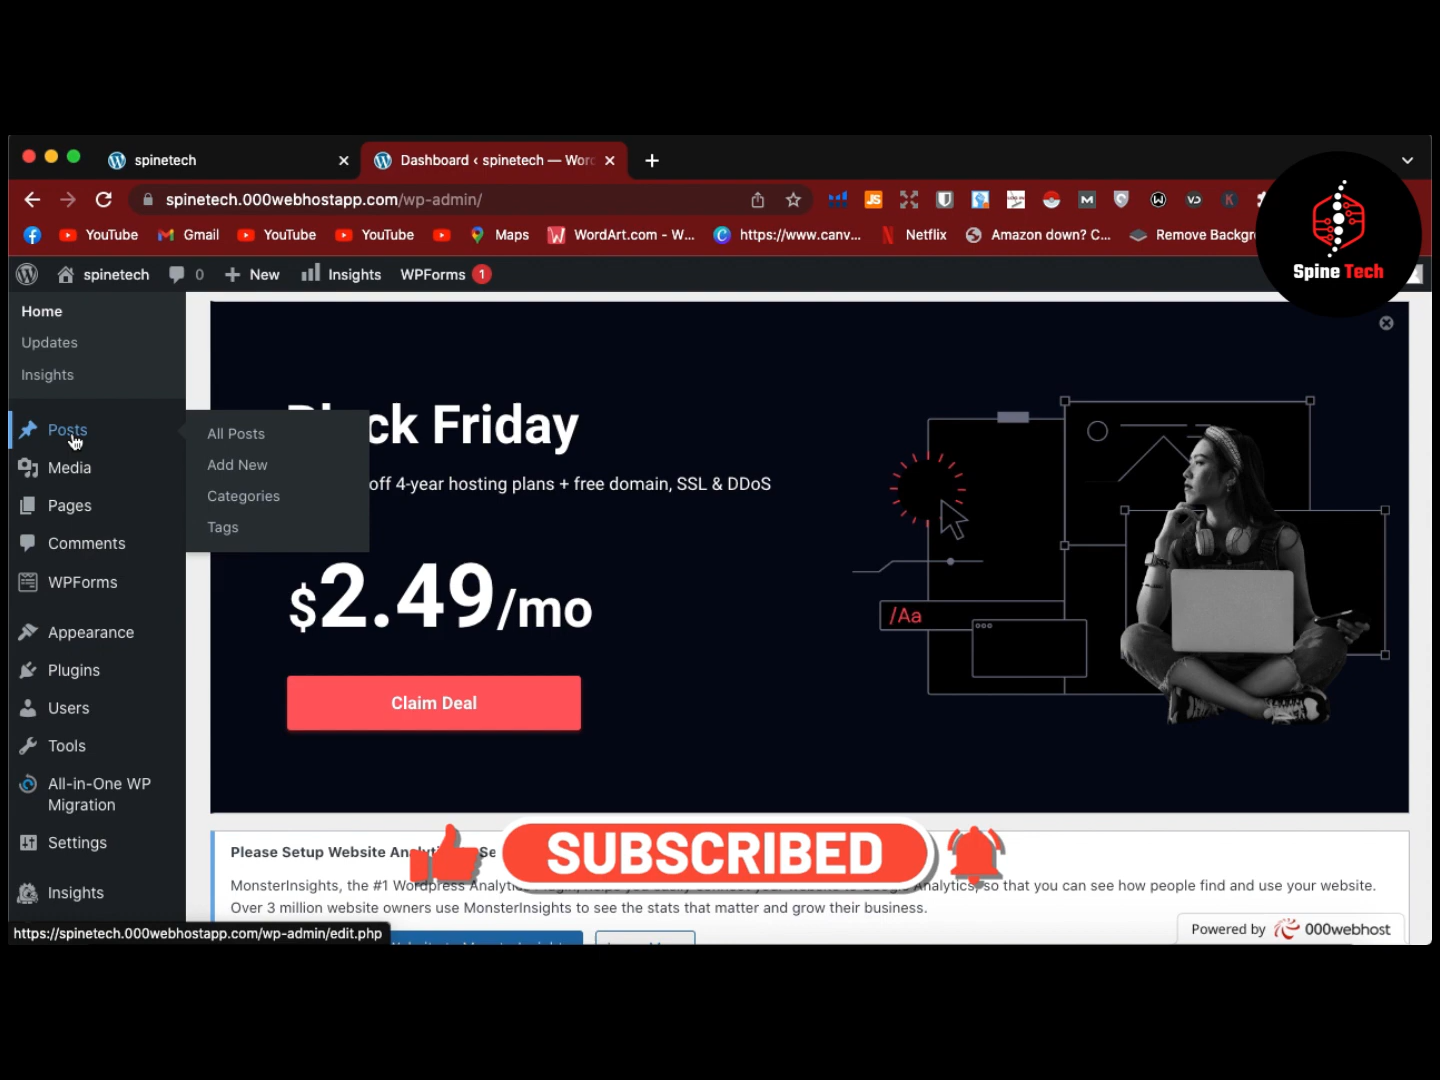 spinetech
Dashboard ‹ spinetech — Wor
spinetech.000webhostapp.com/wp-admin/
YouTube
Gmail
YouTube
YouTube
Maps
WordArt.com - W...
https://www.canv...
Netflix
Amazon down? C...
Remove Backgr
Spine Tech
spinetech
0
New
Insights
WPForms
1
Home
Updates
Insights
Posts
Media
Pages
Comments
WPForms
Appearance
Plugins
Users
Tools
All-in-One WP
Migration
Settings
Insights
All Posts
Add New
Categories
Tags
ck Friday
off 4-year hosting plans + free domain, SSL & DDoS
$2.49/mo
Claim Deal
/Aa
SUBSCRIBED
Please Setup Website
MonsterInsights, the #1 Wordpress Analytics, so that you can see how people find and use your website.
Over 3 million website owners use MonsterInsights to see the stats that matter and grow their business.
https://spinetech.000webhostapp.com/wp-admin/edit.php
Powered by 000webhost